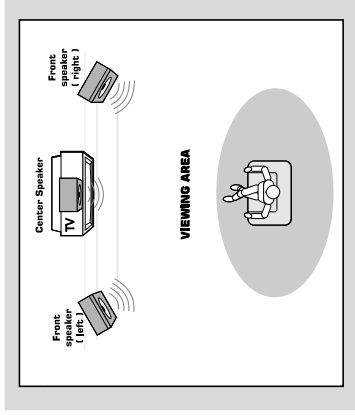 Front
speaker
( left )
Center Speaker
TV
Front
speaker
( right )
VIEWING AREA